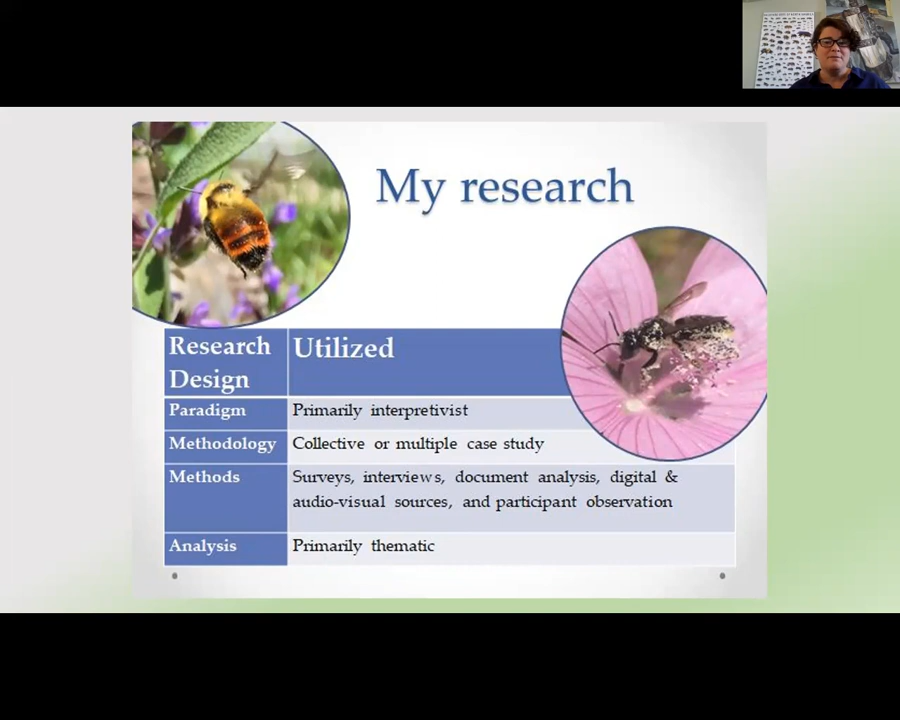 My research
Research
Design
Utilized
Paradigm
Primarily interpretivist
Methodology
Collective or multiple case study
Methods
Surveys, interviews, document analysis, digital &
audio-visual sources, and participant observation
Analysis
Primarily thematic